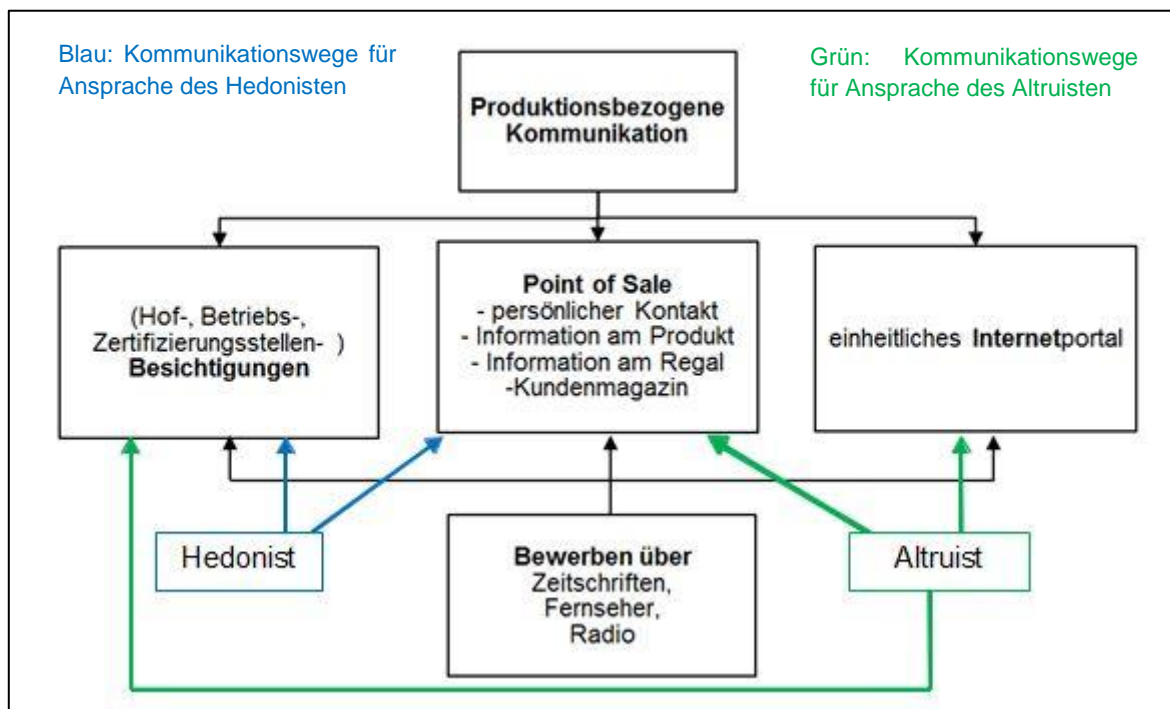 Blau: Kommunikationswege für
Ansprache des Hedonisten
Grün: Kommunikationswege
für Ansprache des Altruisten
Produktionsbezogene
Kommunikation
(Hof-, Betriebs-,
Zertifizierungsstellen- )
Besichtigungen
Point of Sale
- persönlicher Kontakt
- Information am Produkt
- Information am Regal
-Kundenmagazin
einheitliches Internetportal
Hedonist
Bewerben über
Zeitschriften,
Fernseher,
Radio
Altruist